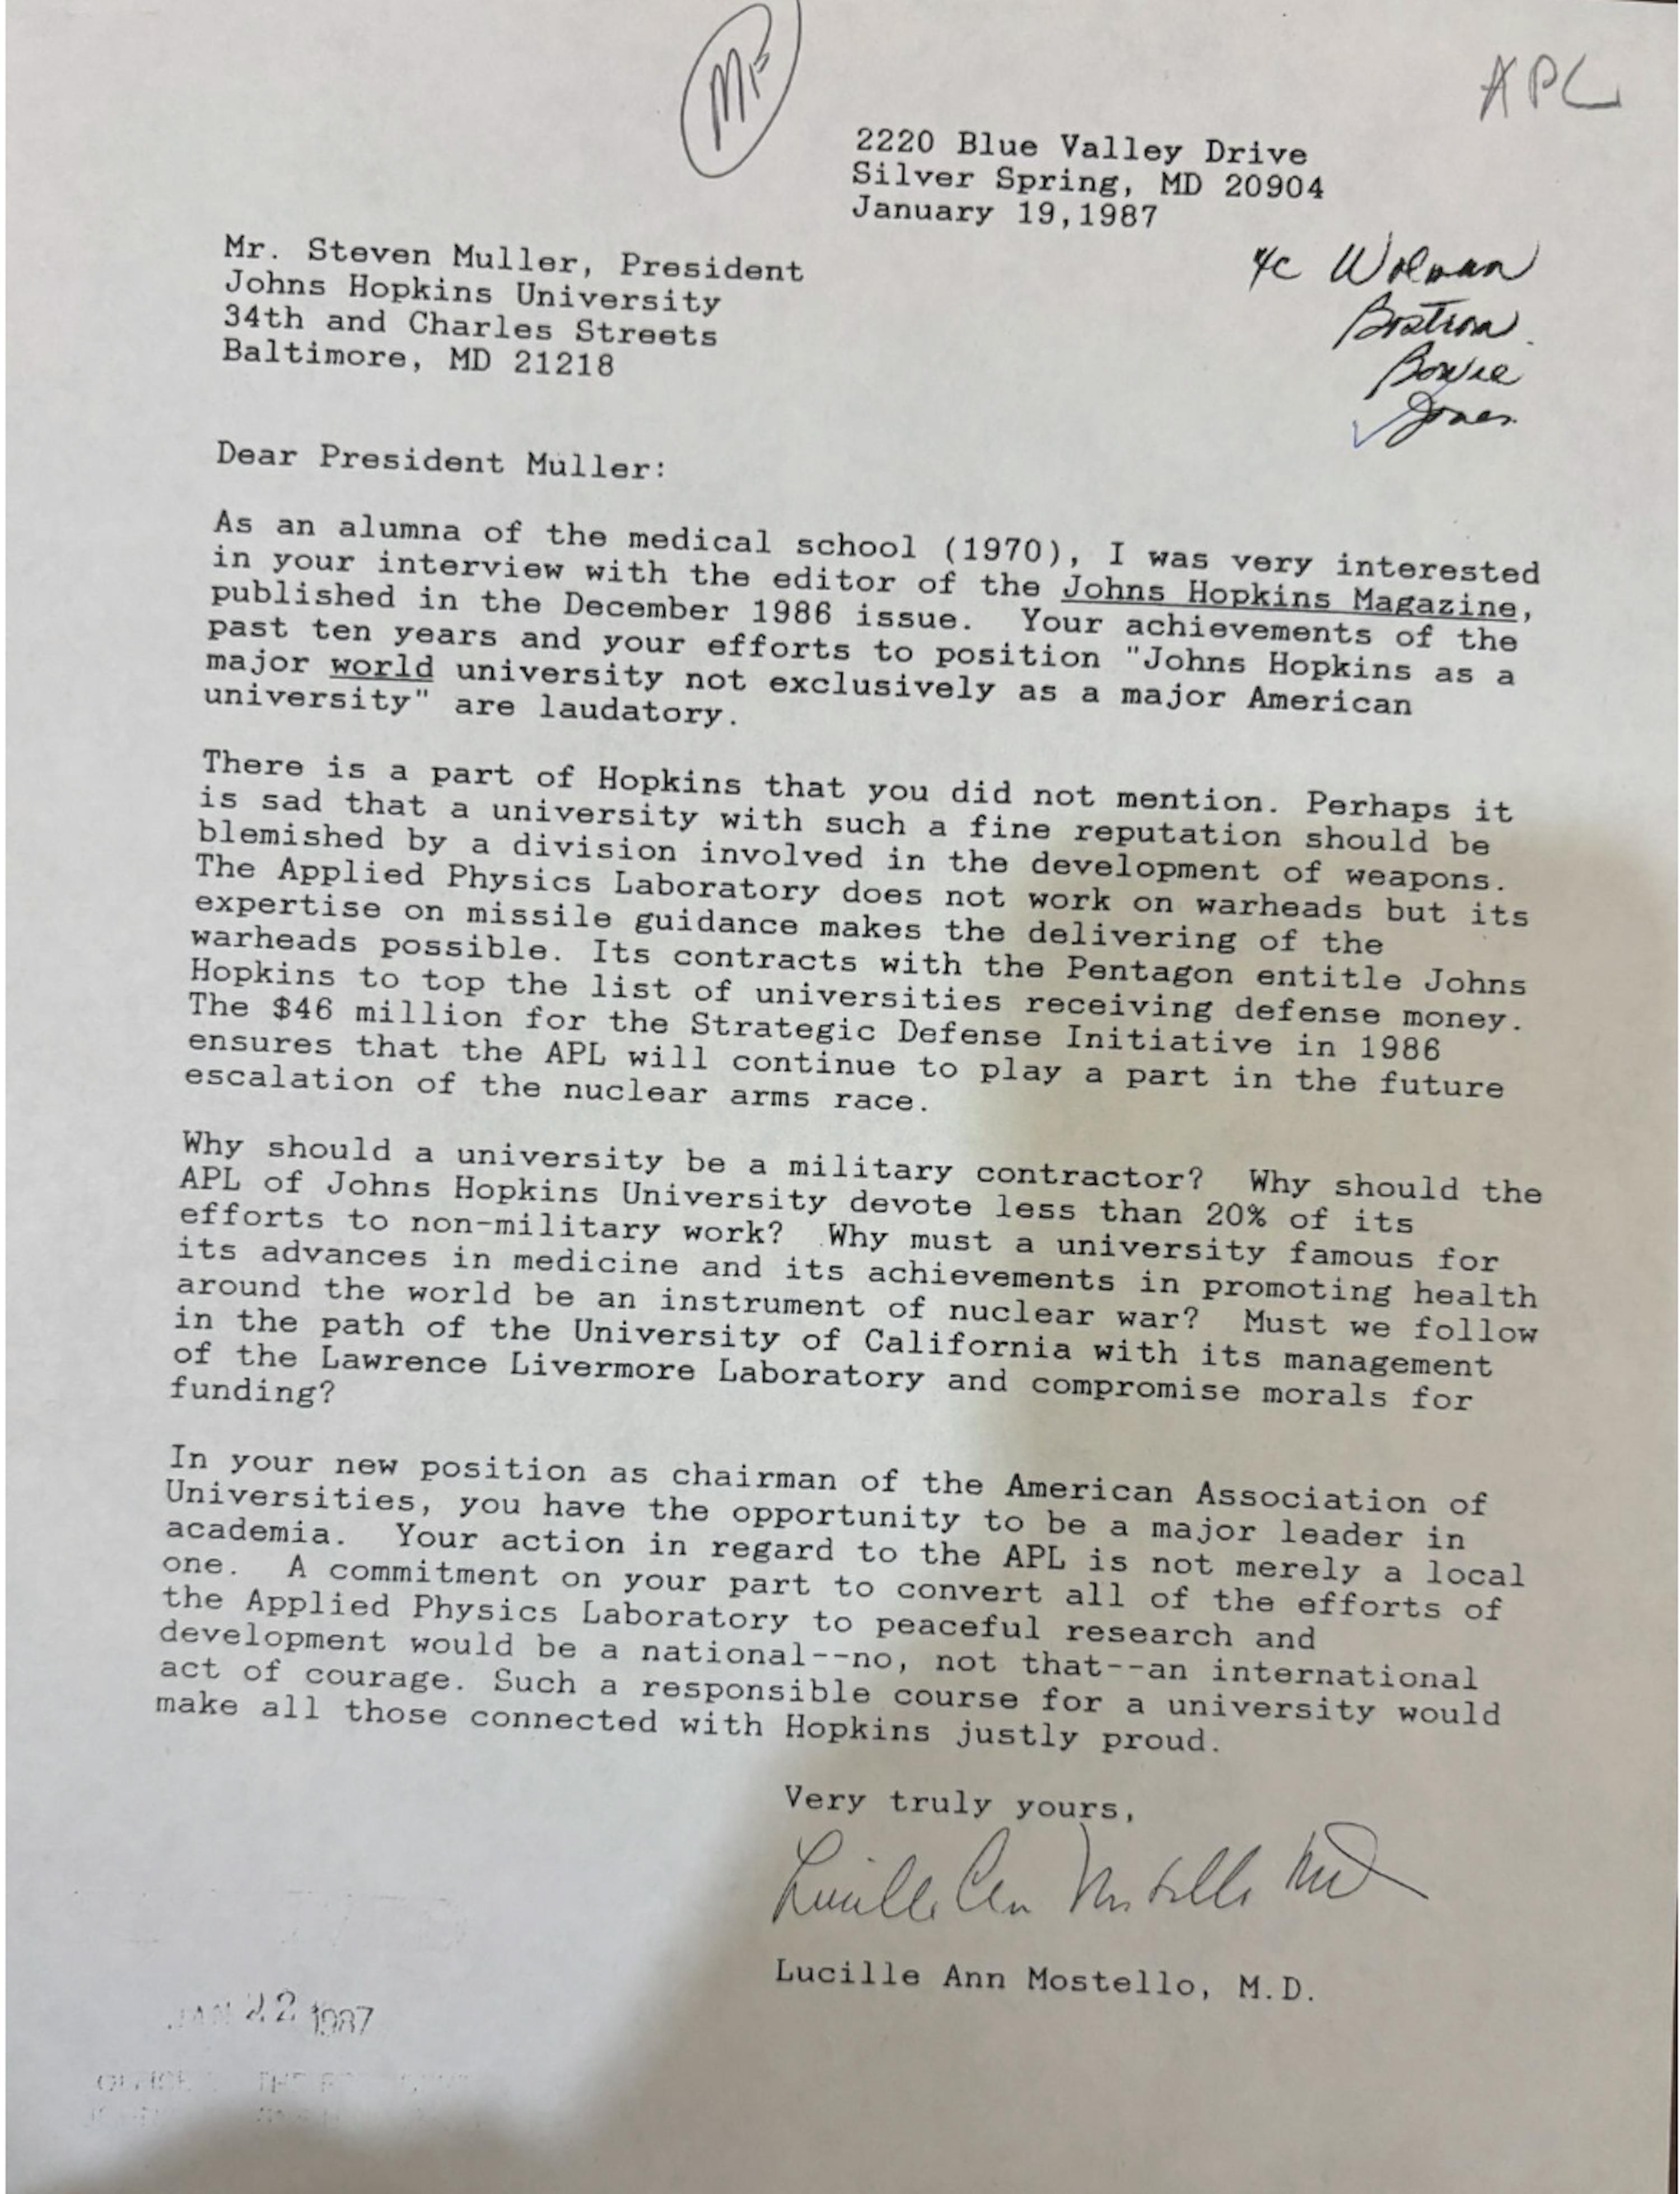 APL
2220 Blue Valley Drive
Silver Spring, MD 20904
January 19,1987
Mr. Steven Muller, President
Johns Hopkins University
34th and Charles Streets
Baltimore, MD 21218
Wolman
Bostrom
Bowie
Jones
Dear President Muller:
As an alumna of the medical school (1970), I was very interested
in your interview with the editor of the Johns Hopkins Magazine,
published in the December 1986 issue. Your achievements of the
past ten years and your efforts to position "Johns Hopkins as a
major world university not exclusively as a major American
university" are laudatory.
There is a part of Hopkins that you did not mention. Perhaps it
is sad that a university with such a fine reputation should be
blemished by a division involved in the development of weapons.
The Applied Physics Laboratory does not work on warheads but its
expertise on missile guidance makes the delivering of the
warheads possible. Its contracts with the Pentagon entitle Johns
Hopkins to top the list of universities receiving defense money.
The $46 million for the Strategic Defense Initiative in 1986
ensures that the APL will continue to play a part in the future
escalation of the nuclear arms race.
Why should a university be a military contractor? Why should the
APL of Johns Hopkins University devote less than 20% of its
efforts to non-military work? Why must a university famous for
its advances in medicine and its achievements in promoting health
around the world be an instrument of nuclear war? Must we follow
in the path of the University of California with its management
of the Lawrence Livermore Laboratory and compromise morals for
funding?
In your new position as chairman of the American Association of
Universities, you have the opportunity to be a major leader in
academia. Your action in regard to the APL is not merely a local
one. A commitment on your part to convert all of the efforts of
the Applied Physics Laboratory to peaceful research and
development would be a national--no, not that--an international
act of courage. Such a responsible course for a university would
make all those connected with Hopkins justly proud.
Very truly yours,
Lucille Ann Mostello MD
Lucille Ann Mostello, M.D.
JAN 22 1987